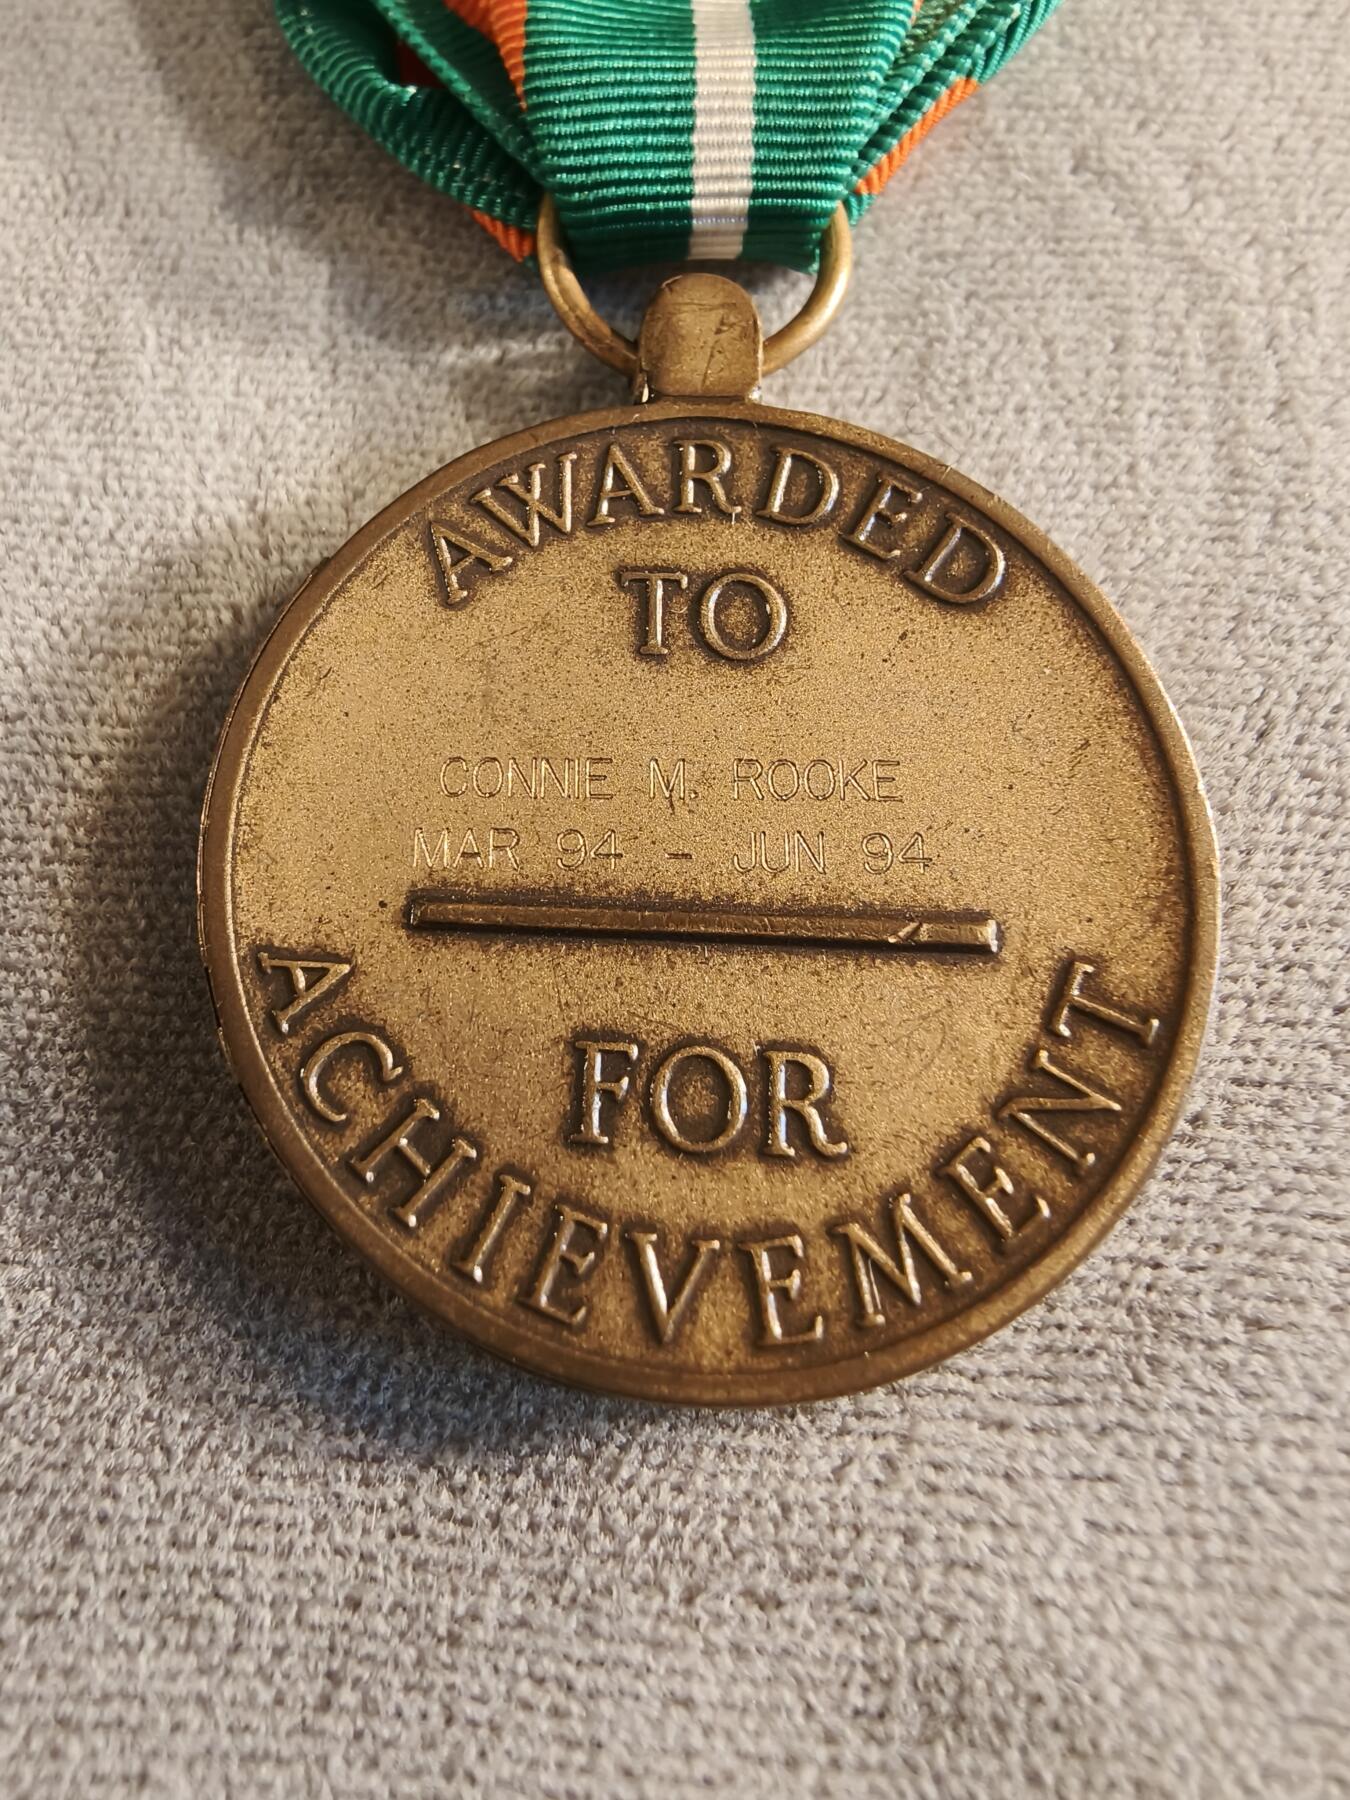 AWARDED
TO
CONNIE M. ROOKE
MAR 94 - JUN 94
FOR
ACHIEVEMENT